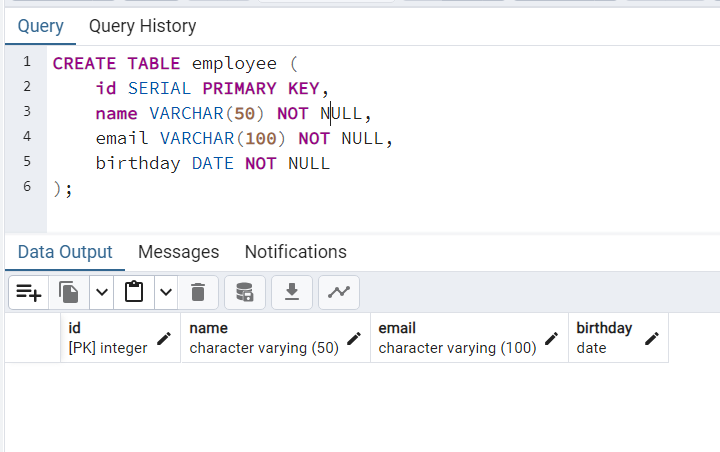 Query Query History
1 CREATE TABLE employee (
2 id SERIAL PRIMARY KEY,
3 name VARCHAR(50) NOT NULL,
4 email VARCHAR(100) NOT NULL,
5 birthday DATE NOT NULL
6 );
Data Output Messages Notifications
id name email birthday
[PK] integer character varying (50) character varying (100) date